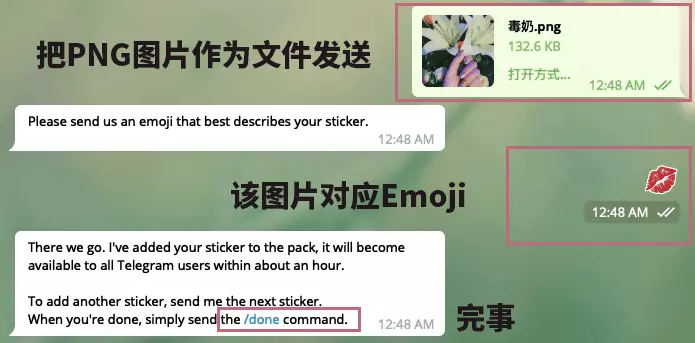 把PNG图片作为文件发送
毒奶.png
132.6 KB
打开方式...
12:48 AM
Please send us an emoji that best describes your sticker.
12:48 AM
该图片对应Emoji
12:48 AM
There we go. I've added your sticker to the pack, it will become
available to all Telegram users within about an hour.
To add another sticker, send me the next sticker.
When you're done, simply send the /done command.
12:48 AM
完事